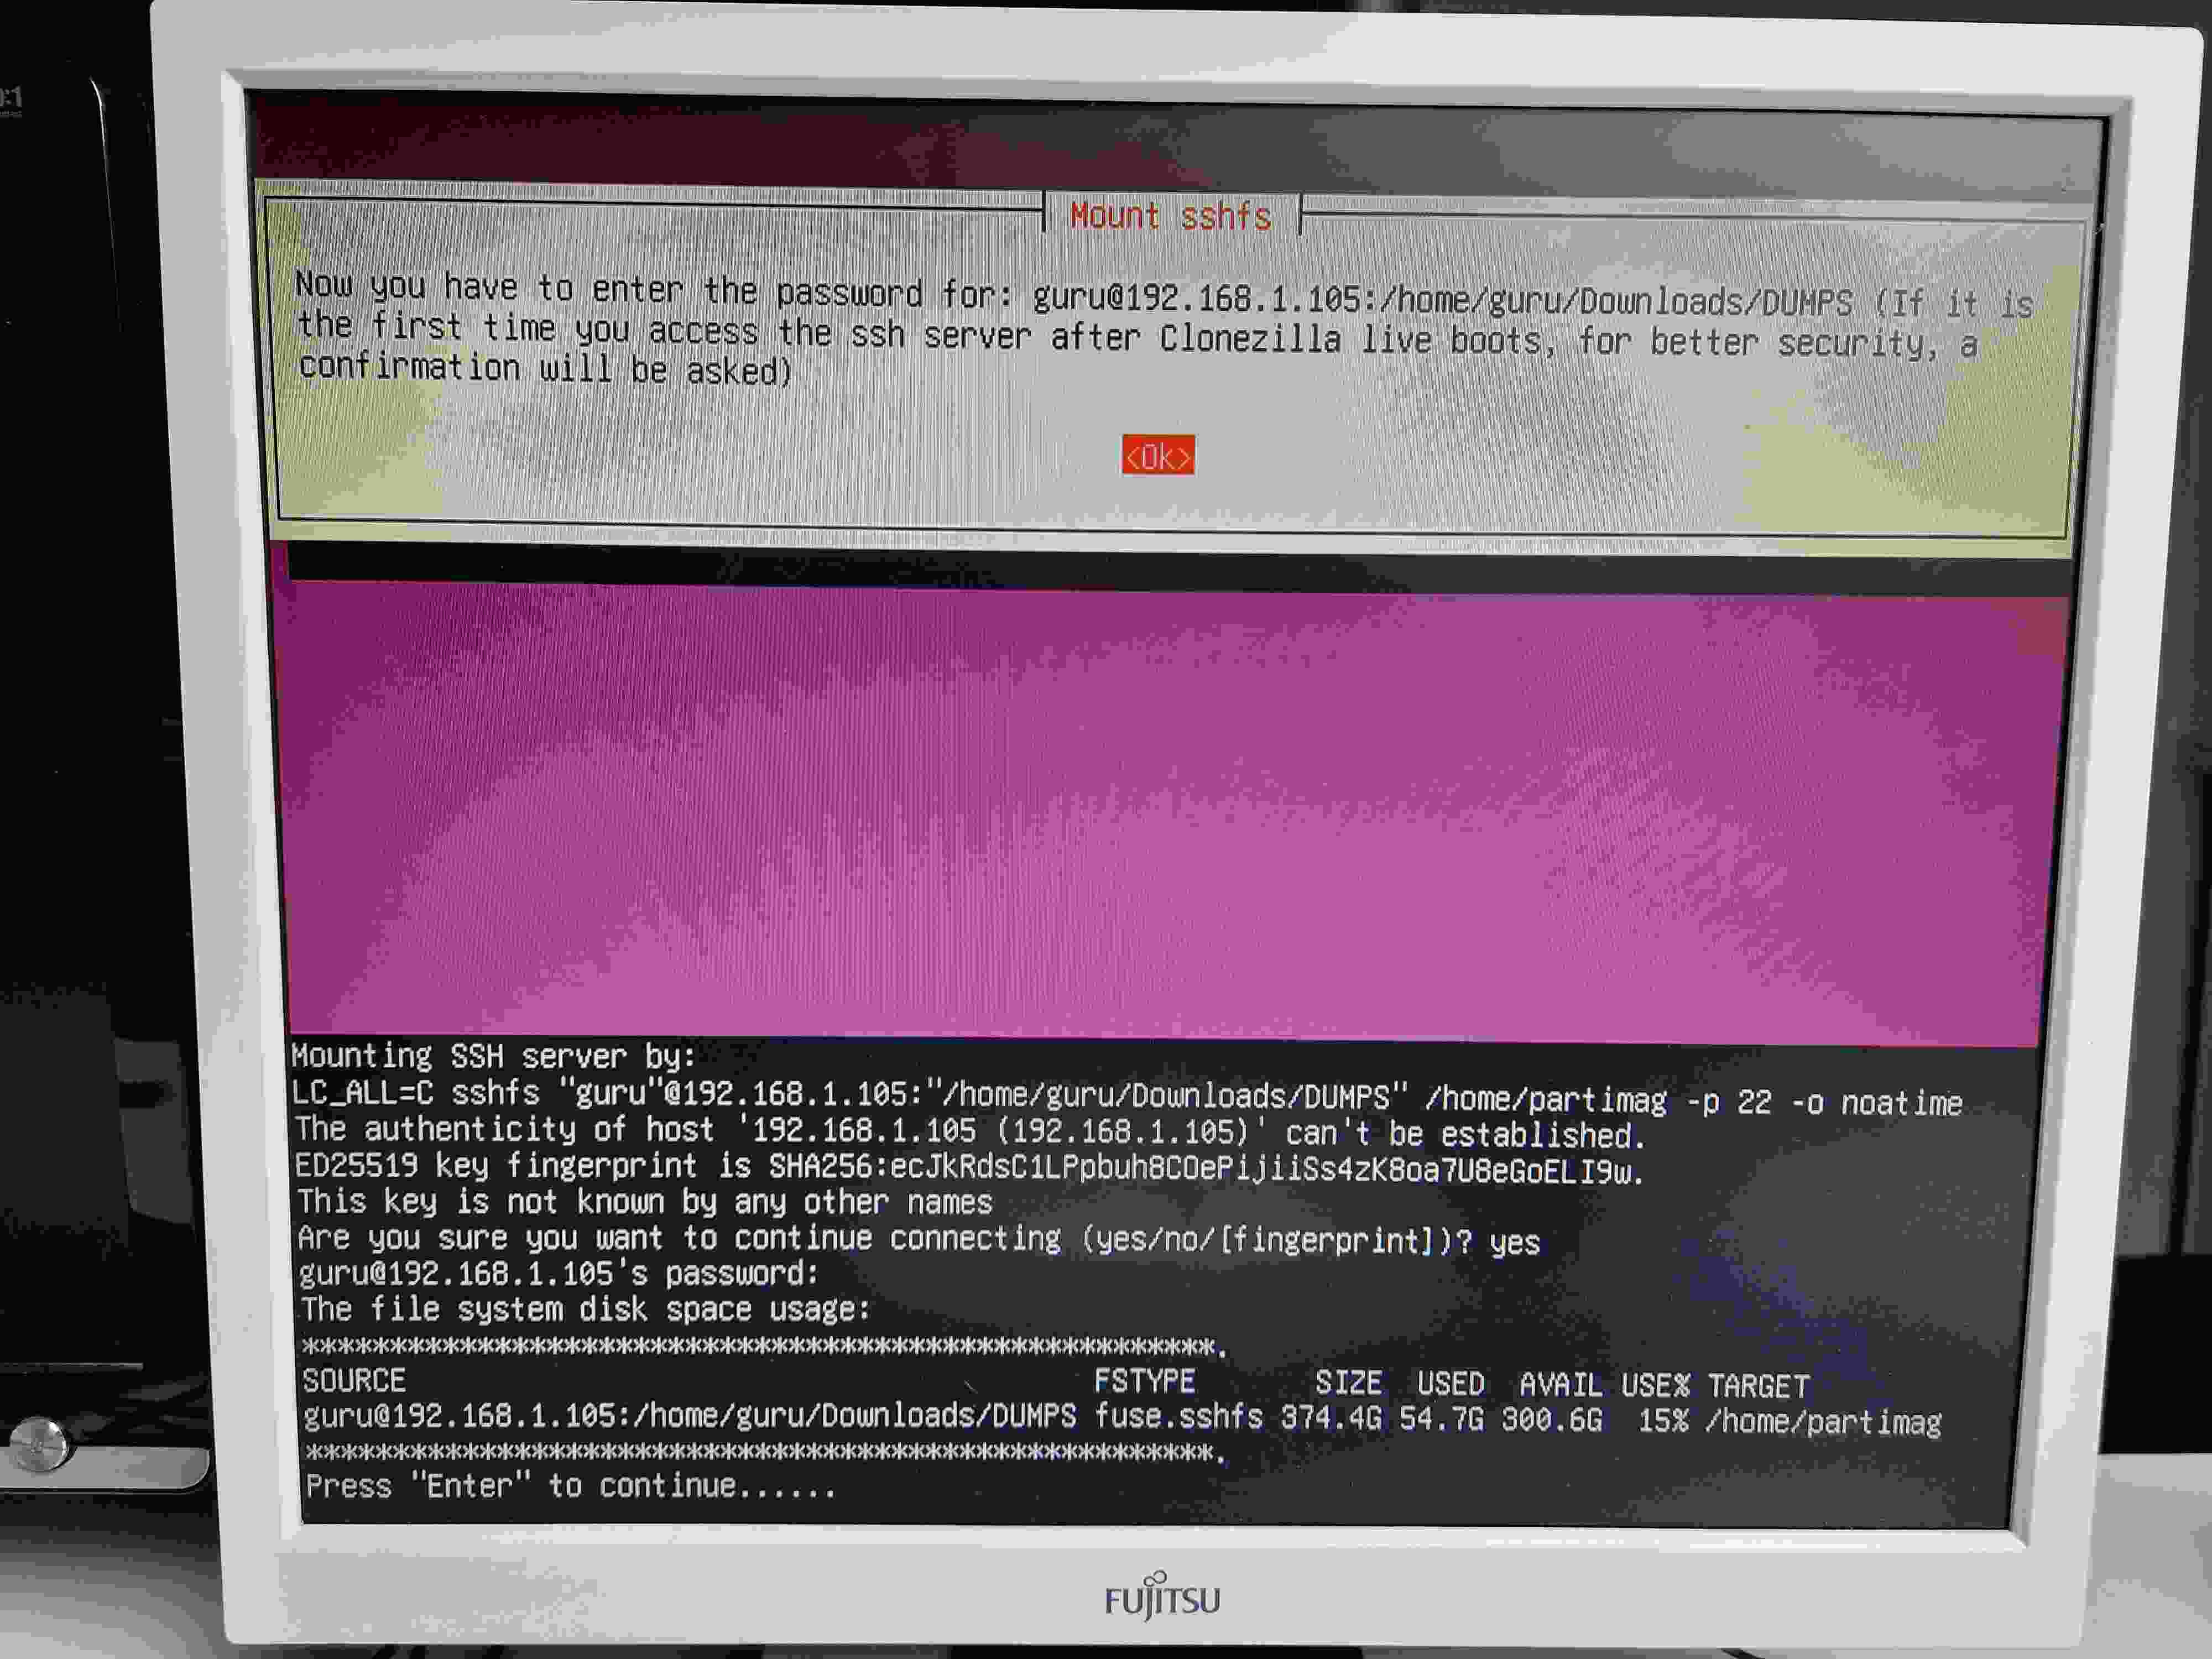 Mount sshfs
Now you have to enter the password for: guru@192.168.1.105:/home/guru/Downloads/DUMPS (If it is
the first time you access the ssh server after Clonezilla live boots, for better security, a
confirmation will be asked)
<Ok>
Mounting SSH server by:
LC_ALL=C sshfs "guru"@192.168.1.105:"/home/guru/Downloads/DUMPS" /home/partimag -p 22 -o noatime
The authenticity of host '192.168.1.105 (192.168.1.105)' can't be established.
ED25519 key fingerprint is SHA256:ecJkRdsC1LPpbuh8COePijiiSs4zK8oa7U8eGoELI9w.
This key is not known by any other names
Are you sure you want to continue connecting (yes/no/[fingerprint])? yes
guru@192.168.1.105's password:
The file system disk space usage:
*****************************************************.
SOURCE FSTYPE SIZE USED AVAIL USE% TARGET
guru@192.168.1.105:/home/guru/Downloads/DUMPS fuse.sshfs 374.4G 54.7G 300.6G 15% /home/partimag
*****************************************************.
Press "Enter" to continue......
FUJITSU